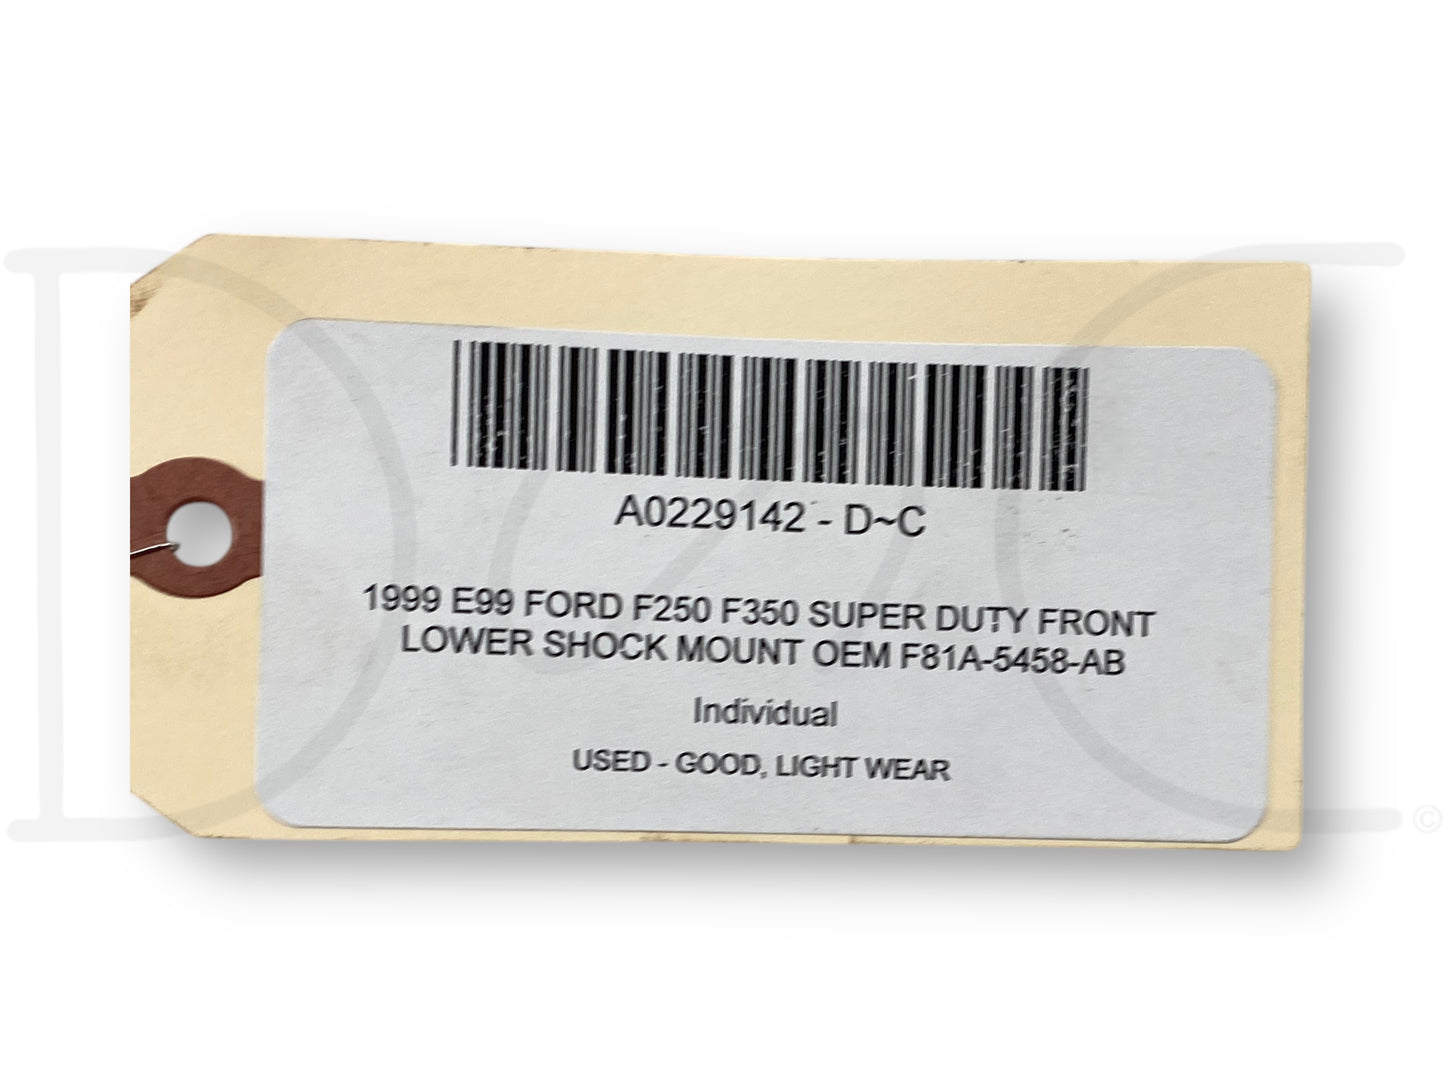 A0229142 - D~C
1999 E99 FORD F250 F350 SUPER DUTY FRONT
LOWER SHOCK MOUNT OEM F81A-5458-AB
Individual
USED - GOOD, LIGHT WEAR
D~C ©